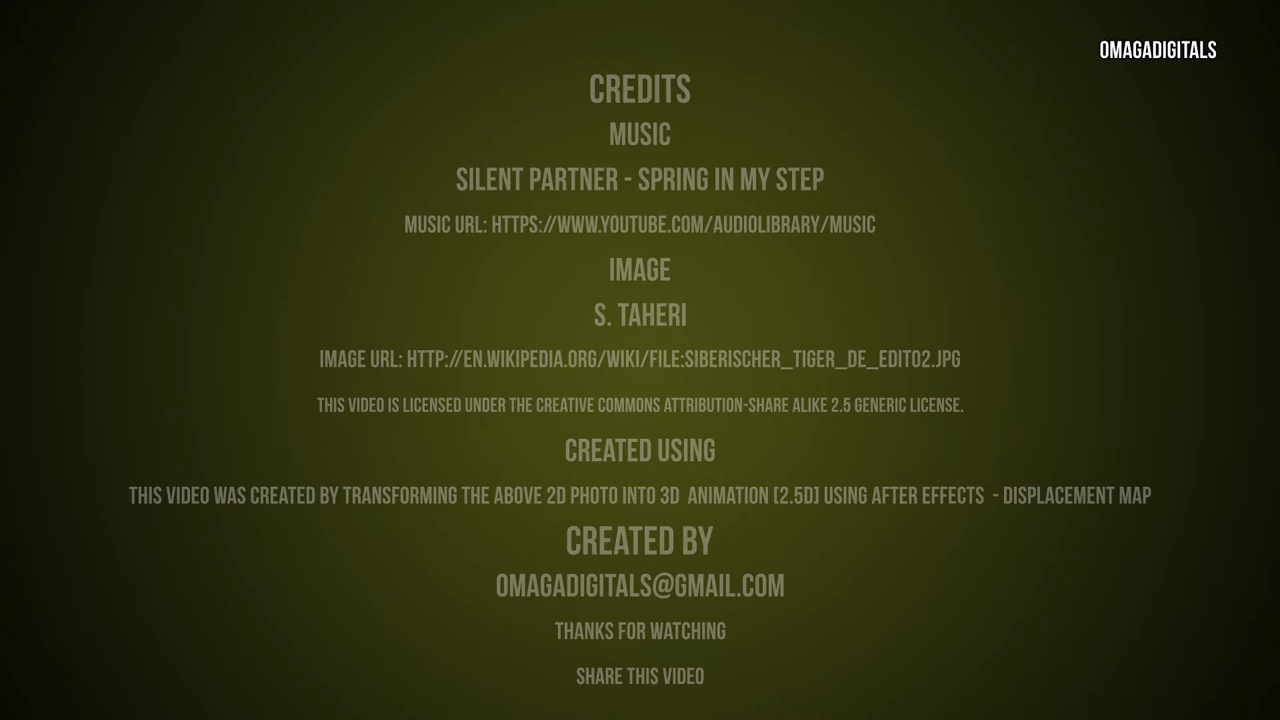 OMAGADIGITALS
CREDITS
MUSIC
SILENT PARTNER - SPRING IN MY STEP
MUSIC URL: HTTPS://WWW.YOUTUBE.COM/AUDIOLIBRARY/MUSIC
IMAGE
S. TAHERI
IMAGE URL: HTTP://EN.WIKIPEDIA.ORG/WIKI/FILE:SIBERISCHER_TIGER_DE_EDIT02.JPG
THIS VIDEO IS LICENSED UNDER THE CREATIVE COMMONS ATTRIBUTION-SHARE ALIKE 2.5 GENERIC LICENSE.
CREATED USING
THIS VIDEO WAS CREATED BY TRANSFORMING THE ABOVE 2D PHOTO INTO 3D  ANIMATION [2.5D] USING AFTER EFFECTS  - DISPLACEMENT MAP
CREATED BY
OMAGADIGITALS@GMAIL.COM
THANKS FOR WATCHING
SHARE THIS VIDEO